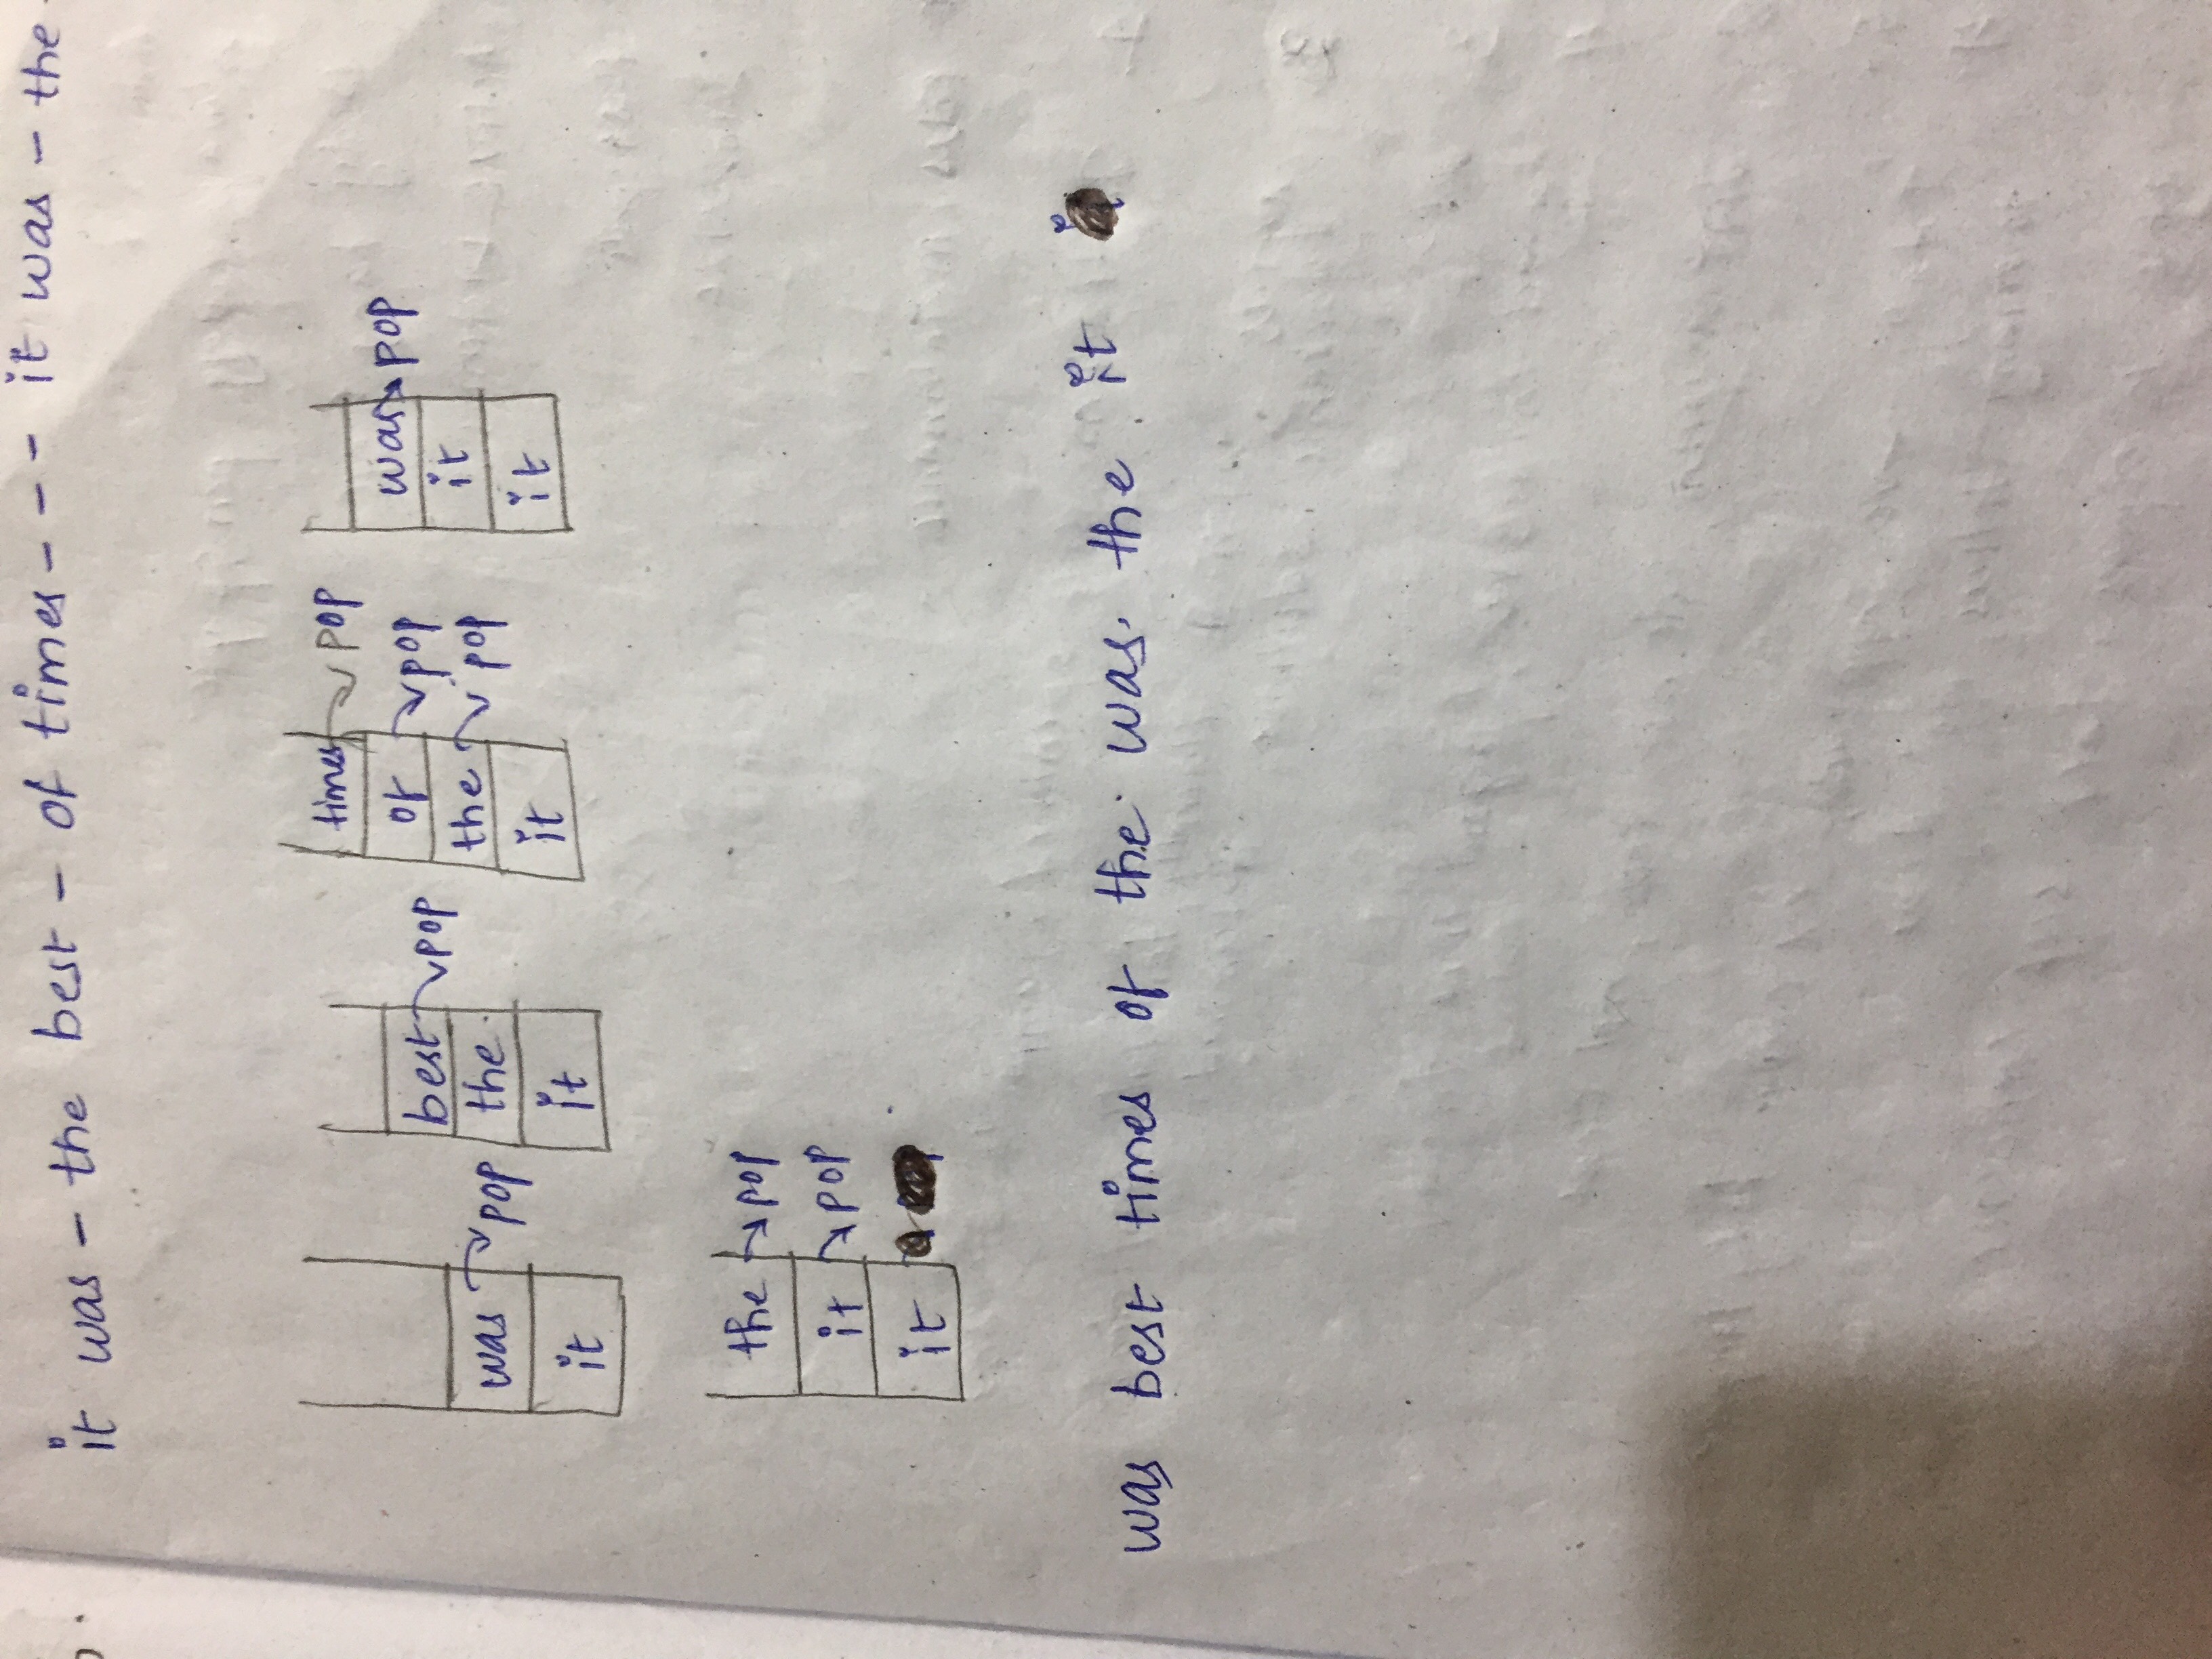 it was - the best - of times - - - it was - the -
times pop
was pop
best pop
of pop
was pop
the
the pop
it
it
it
it
it
the pop
it pop
it
was best times of the was. the it